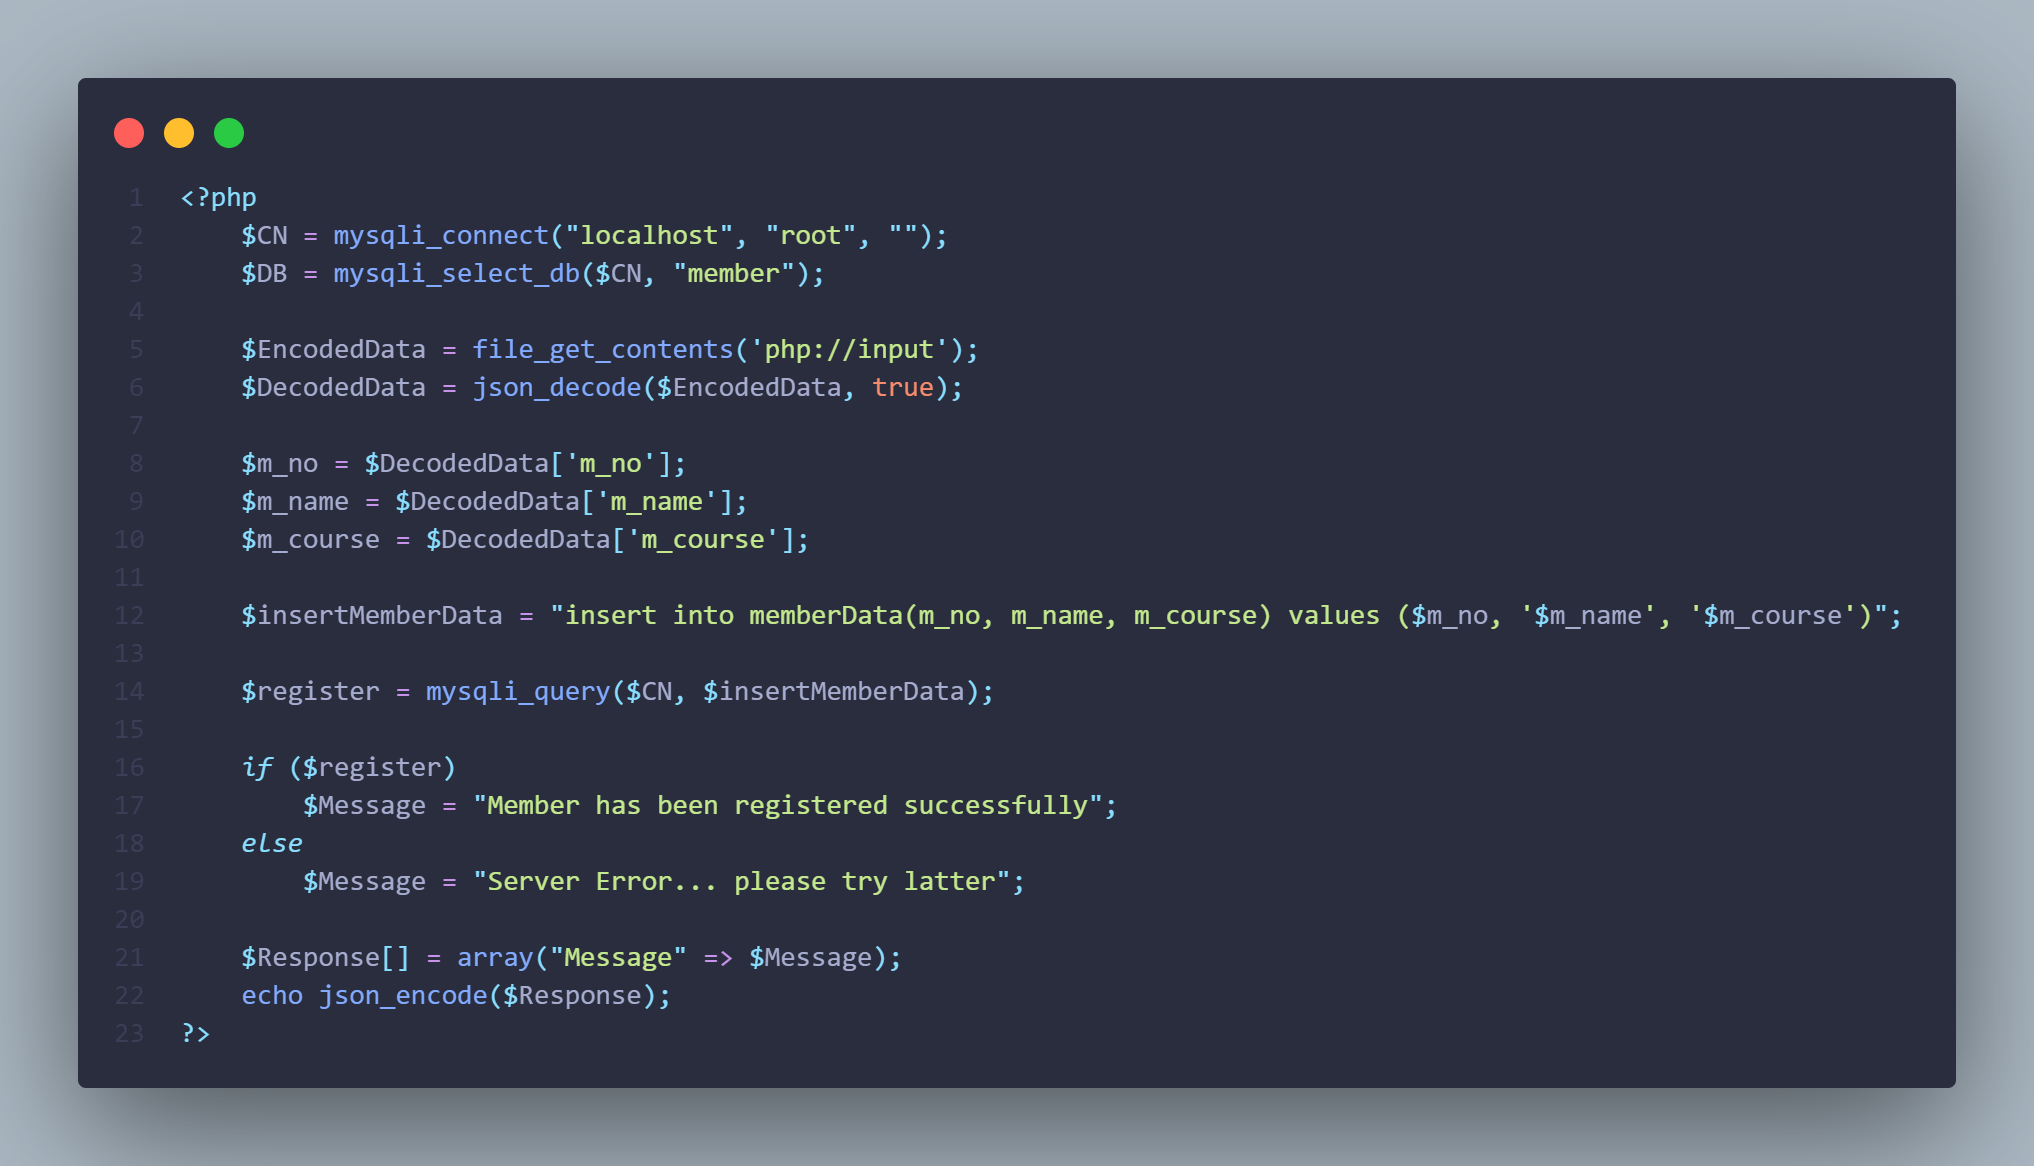 1 <?php
2 $CN = mysqli_connect("localhost", "root", "");
3 $DB = mysqli_select_db($CN, "member");
4
5 $EncodedData = file_get_contents('php://input');
6 $DecodedData = json_decode($EncodedData, true);
7
8 $m_no = $DecodedData['m_no'];
9 $m_name = $DecodedData['m_name'];
10 $m_course = $DecodedData['m_course'];
11
12 $insertMemberData = "insert into memberData(m_no, m_name, m_course) values ($m_no, '$m_name', '$m_course')";
13
14 $register = mysqli_query($CN, $insertMemberData);
15
16 if ($register)
17 $Message = "Member has been registered successfully";
18 else
19 $Message = "Server Error... please try latter";
20
21 $Response[] = array("Message" => $Message);
22 echo json_encode($Response);
23 ?>